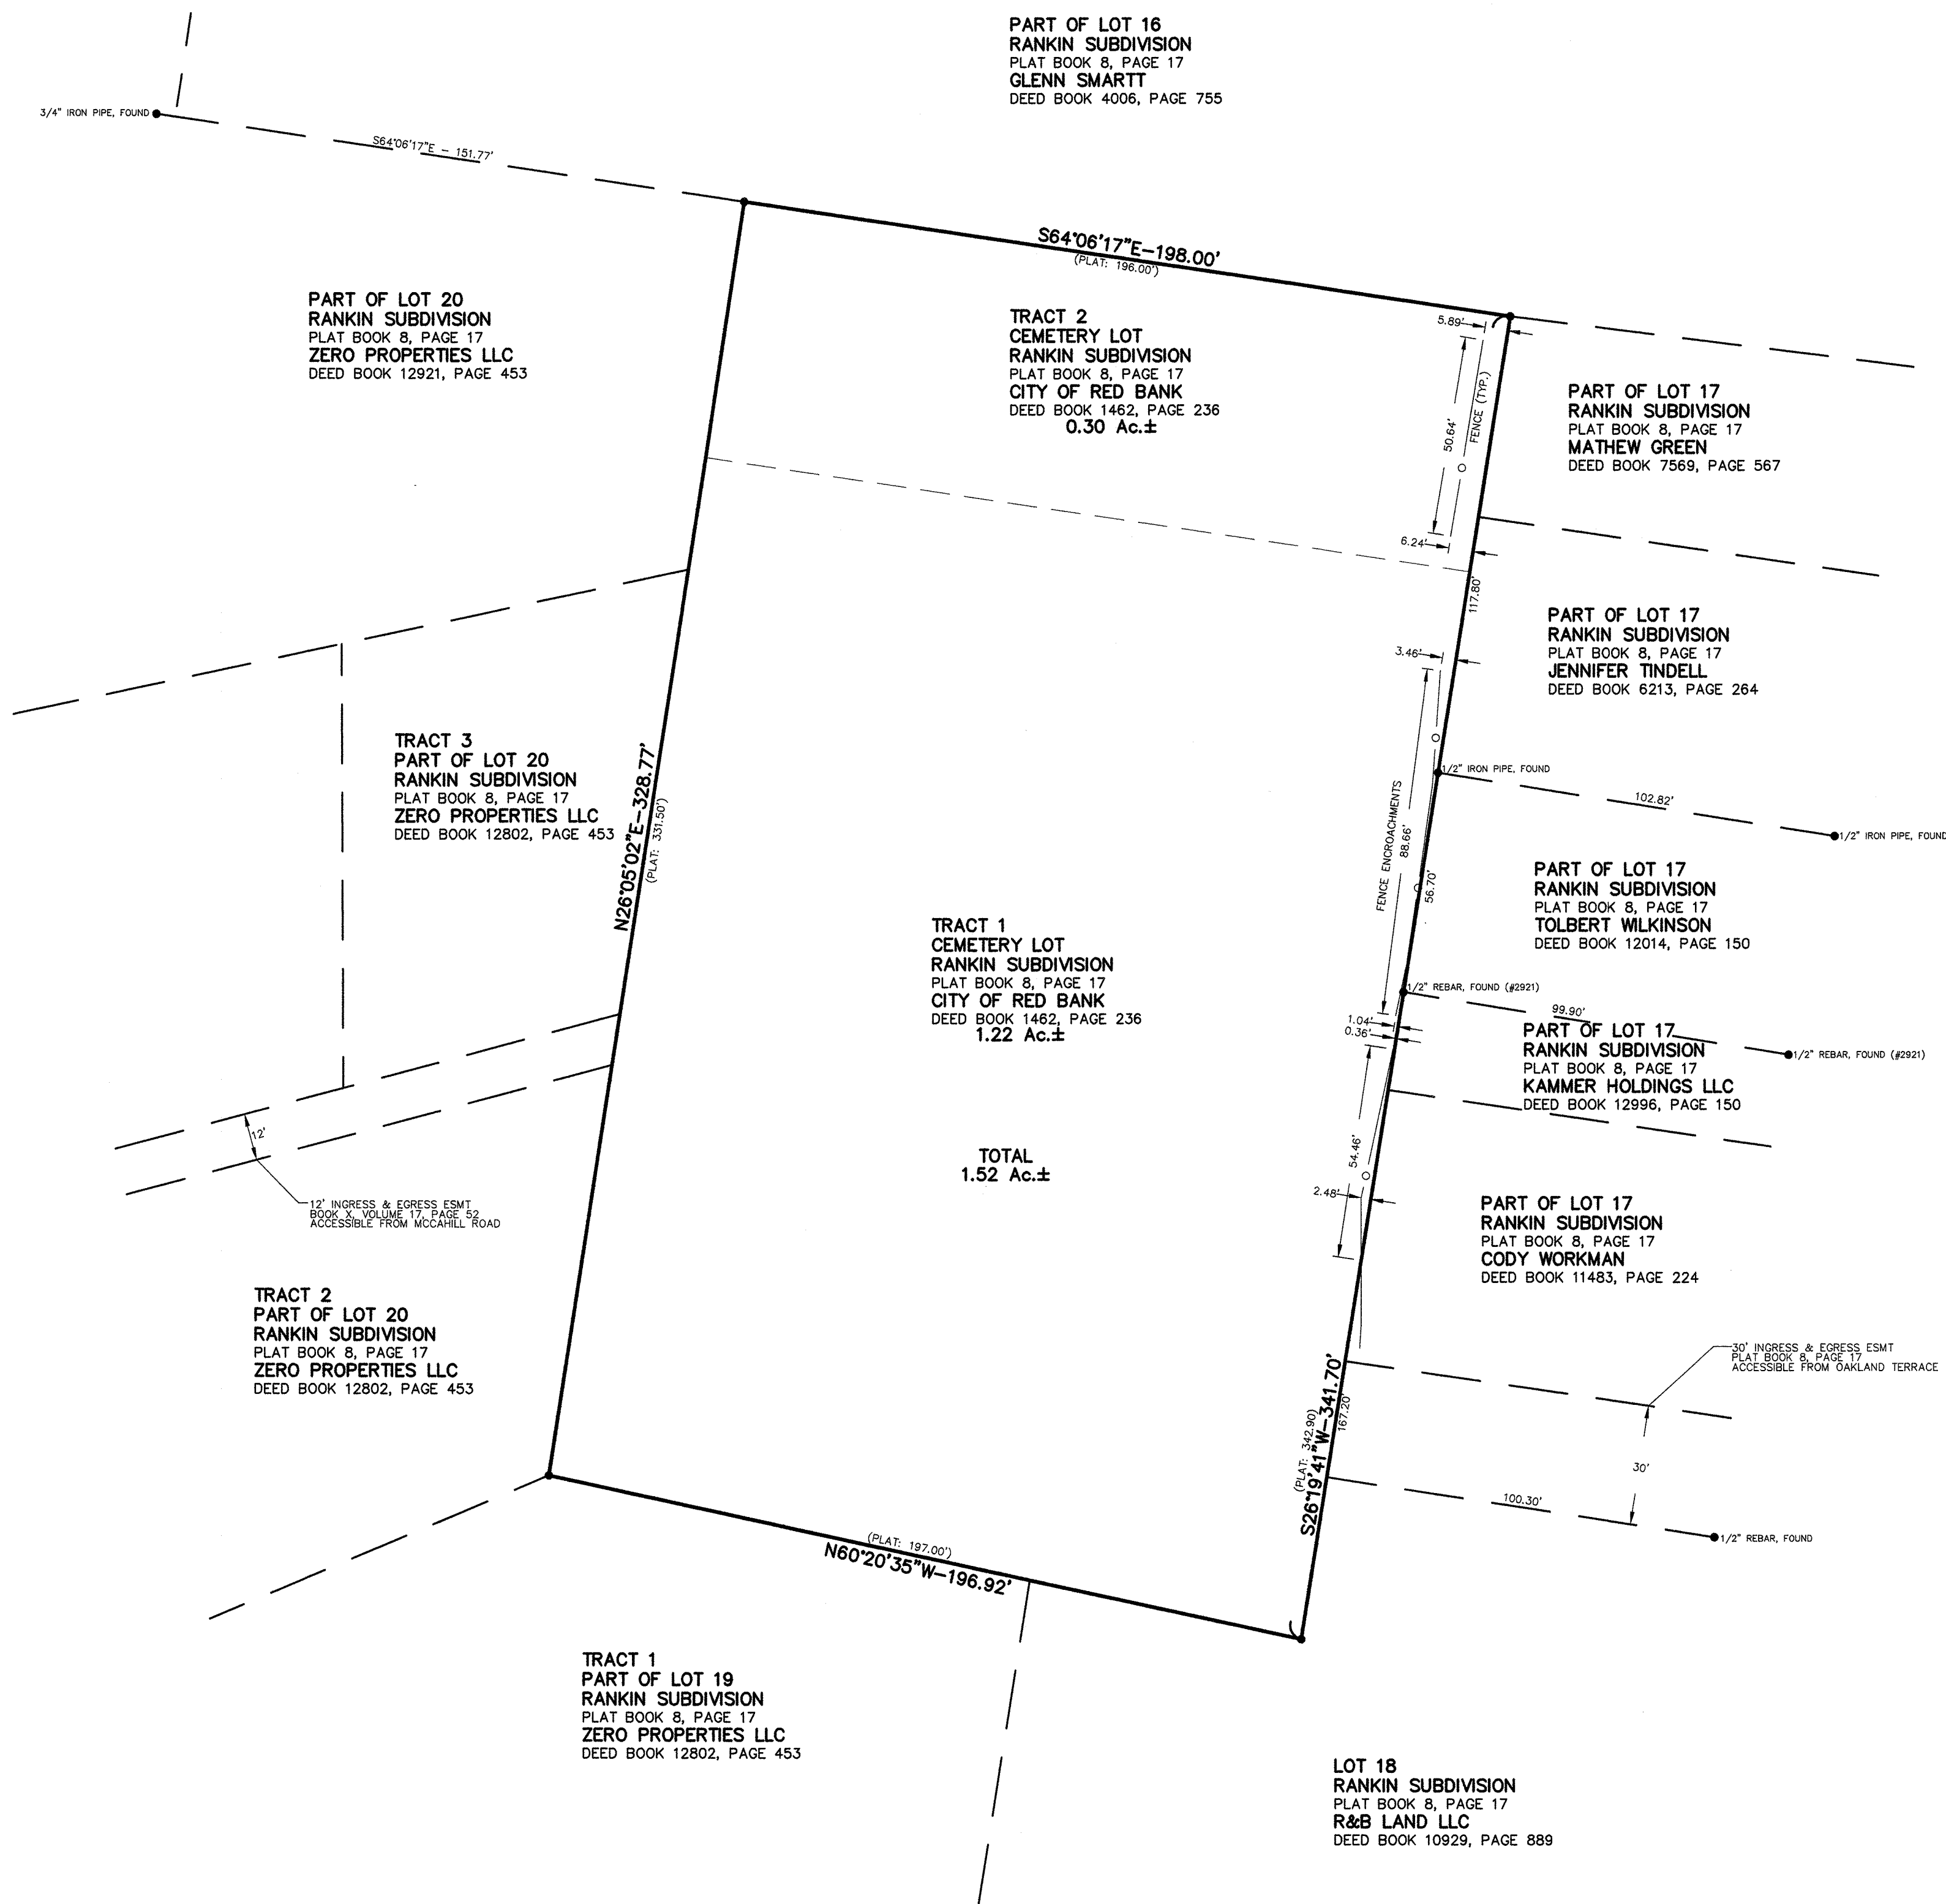 PART OF LOT 16
RANKIN SUBDIVISION
PLAT BOOK 8, PAGE 17
GLENN SMARTT
DEED BOOK 4006, PAGE 755
3/4" IRON PIPE, FOUND
S64°06'17"E - 151.77'
S64°06'17"E-198.00'
(PLAT: 196.00')
PART OF LOT 20
RANKIN SUBDIVISION
PLAT BOOK 8, PAGE 17
ZERO PROPERTIES LLC
DEED BOOK 12921, PAGE 453
TRACT 2
CEMETERY LOT
RANKIN SUBDIVISION
PLAT BOOK 8, PAGE 17
CITY OF RED BANK
DEED BOOK 1462, PAGE 236
0.30 Ac.±
5.89'
50.64'
FENCE (TYP.)
6.24'
117.80'
PART OF LOT 17
RANKIN SUBDIVISION
PLAT BOOK 8, PAGE 17
MATHEW GREEN
DEED BOOK 7569, PAGE 567
PART OF LOT 17
RANKIN SUBDIVISION
PLAT BOOK 8, PAGE 17
JENNIFER TINDELL
DEED BOOK 6213, PAGE 264
3.46'
1/2" IRON PIPE, FOUND
102.82'
1/2" IRON PIPE, FOUND
TRACT 3
PART OF LOT 20
RANKIN SUBDIVISION
PLAT BOOK 8, PAGE 17
ZERO PROPERTIES LLC
DEED BOOK 12802, PAGE 453
N26°05'02"E-328.77'
(PLAT: 331.50')
FENCE ENCROACHMENTS
88.66'
56.70'
PART OF LOT 17
RANKIN SUBDIVISION
PLAT BOOK 8, PAGE 17
TOLBERT WILKINSON
DEED BOOK 12014, PAGE 150
TRACT 1
CEMETERY LOT
RANKIN SUBDIVISION
PLAT BOOK 8, PAGE 17
CITY OF RED BANK
DEED BOOK 1462, PAGE 236
1.22 Ac.±
1/2" REBAR, FOUND (#2921)
99.90'
1/2" REBAR, FOUND (#2921)
1.04'
0.36'
PART OF LOT 17
RANKIN SUBDIVISION
PLAT BOOK 8, PAGE 17
KAMMER HOLDINGS LLC
DEED BOOK 12996, PAGE 150
12'
12' INGRESS & EGRESS ESMT
BOOK X, VOLUME 17, PAGE 52
ACCESSIBLE FROM MCCAHILL ROAD
TOTAL
1.52 Ac.±
54.46'
2.48'
PART OF LOT 17
RANKIN SUBDIVISION
PLAT BOOK 8, PAGE 17
CODY WORKMAN
DEED BOOK 11483, PAGE 224
TRACT 2
PART OF LOT 20
RANKIN SUBDIVISION
PLAT BOOK 8, PAGE 17
ZERO PROPERTIES LLC
DEED BOOK 12802, PAGE 453
30' INGRESS & EGRESS ESMT
PLAT BOOK 8, PAGE 17
ACCESSIBLE FROM OAKLAND TERRACE
(PLAT: 342.90)
S26°19'41"W-341.70'
167.20'
30'
100.30'
1/2" REBAR, FOUND
(PLAT: 197.00')
N60°20'35"W-196.92'
TRACT 1
PART OF LOT 19
RANKIN SUBDIVISION
PLAT BOOK 8, PAGE 17
ZERO PROPERTIES LLC
DEED BOOK 12802, PAGE 453
LOT 18
RANKIN SUBDIVISION
PLAT BOOK 8, PAGE 17
R&B LAND LLC
DEED BOOK 10929, PAGE 889